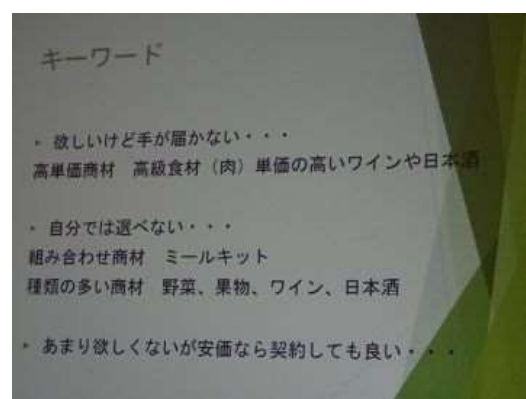 キーワード
・ 欲しいけど手が届かない・・・
高単価商材　高級食材（肉）単価の高いワインや日本酒
・ 自分では選べない・・・
組み合わせ商材　ミールキット
種類の多い商材　野菜、果物、ワイン、日本酒
・ あまり欲しくないが安価なら契約しても良い・・・